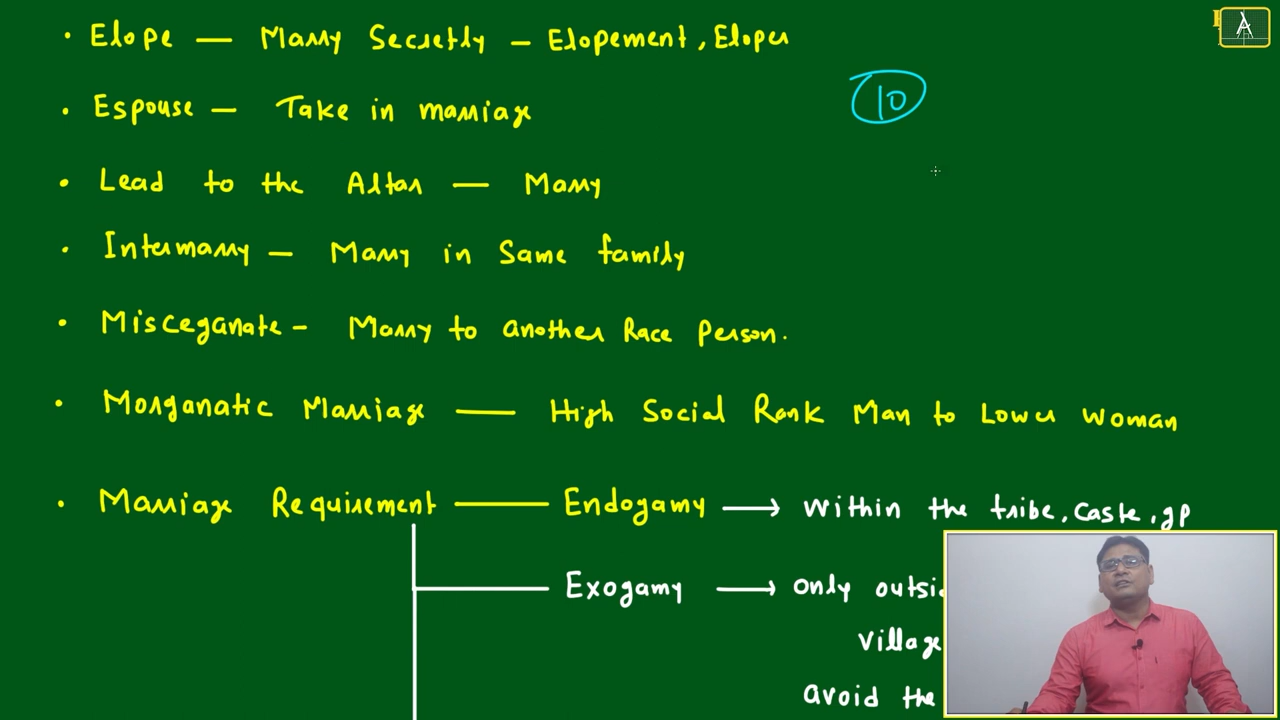 • Elope — Marry Secretly – Elopement, Eloper
10
• Espouse — Take in marriage
• Lead to the Altar — Marry
• Intermarry — Marry in Same family
• Misceganate - Marry to another Race Person.
• Morganatic Marriage — High Social Rank Man to Lower Woman
• Marriage Requirement — Endogamy → Within the tribe, Caste, gp
Exogamy → Only
Village
avoid the